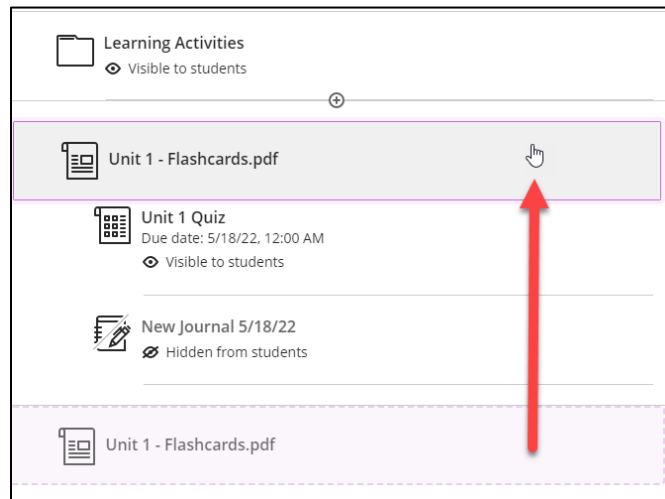 Learning Activities
Visible to students
Unit 1 - Flashcards.pdf
Unit 1 Quiz
Due date: 5/18/22, 12:00 AM
Visible to students
New Journal 5/18/22
Hidden from students
Unit 1 - Flashcards.pdf